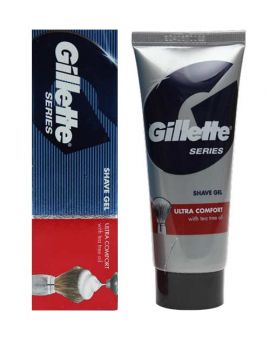 Gillette
SERIES
SHAVE GEL
ULTRA COMFORT
with tea tree oil
Gillette
SERIES
SHAVE GEL
ULTRA COMFORT
with tea tree oil